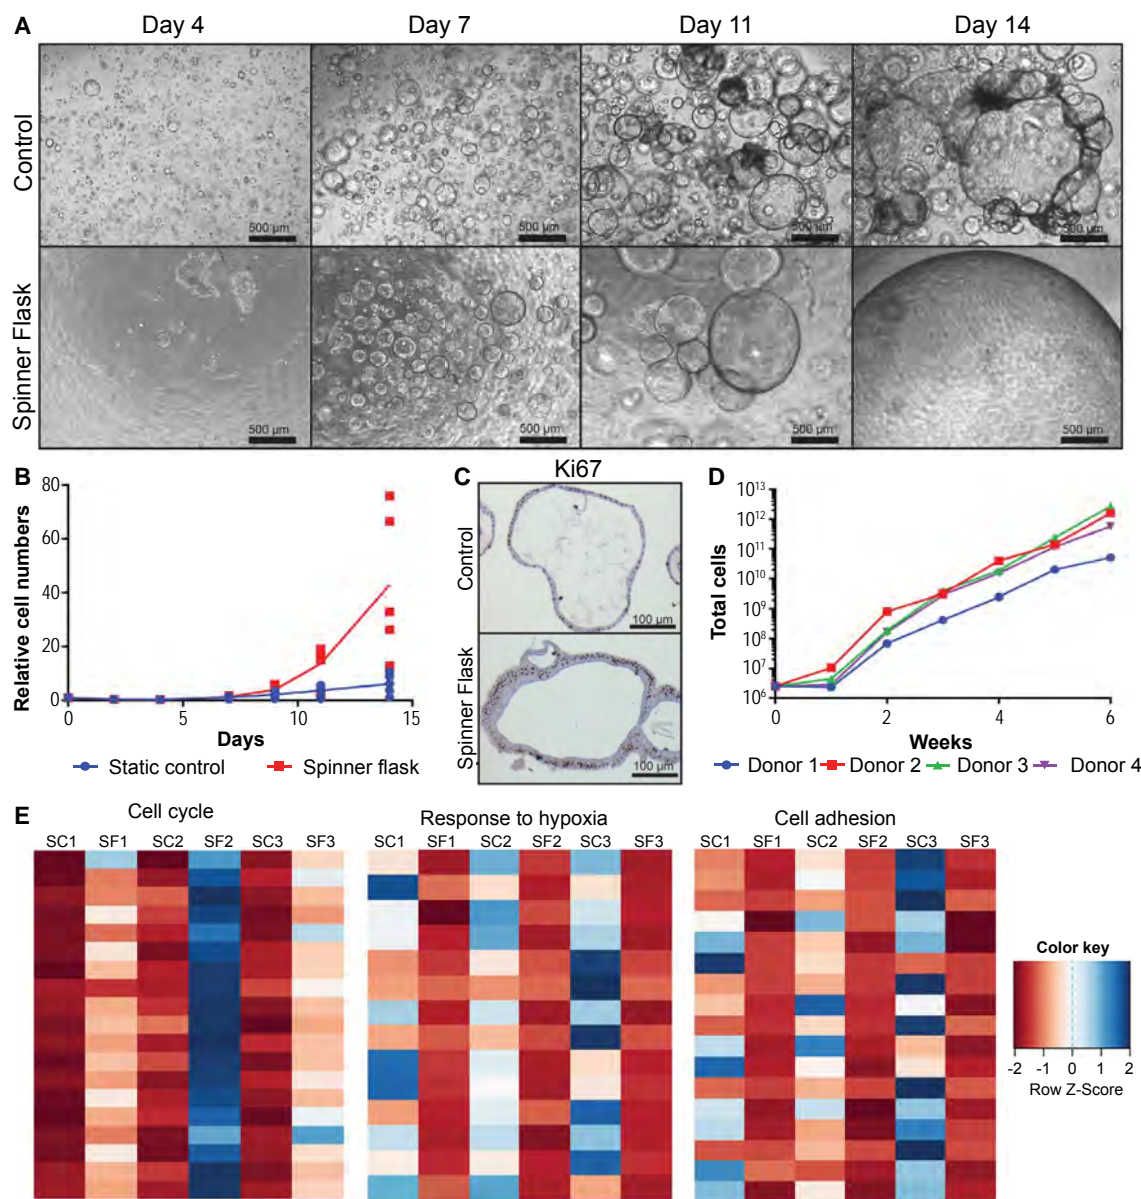 A
Day 4 Day 7 Day 11 Day 14
Control
500 µm 500 µm 500 µm 500 µm
Spinner Flask
500 µm 500 µm 500 µm 500 µm
B
Relative cell numbers
80
60
40
20
0
0 5 10 15
Days
Static control Spinner flask
C
Ki67
Control
100 µm
Spinner Flask
100 µm
D
Total cells
10¹³
10¹²
10¹¹
10¹⁰
10⁹
10⁸
10⁷
10⁶
0 2 4 6
Weeks
Donor 1 Donor 2 Donor 3 Donor 4
E
Cell cycle Response to hypoxia Cell adhesion
SC1 SF1 SC2 SF2 SC3 SF3 SC1 SF1 SC2 SF2 SC3 SF3 SC1 SF1 SC2 SF2 SC3 SF3
Color key
-2 -1 0 1 2
Row Z-Score